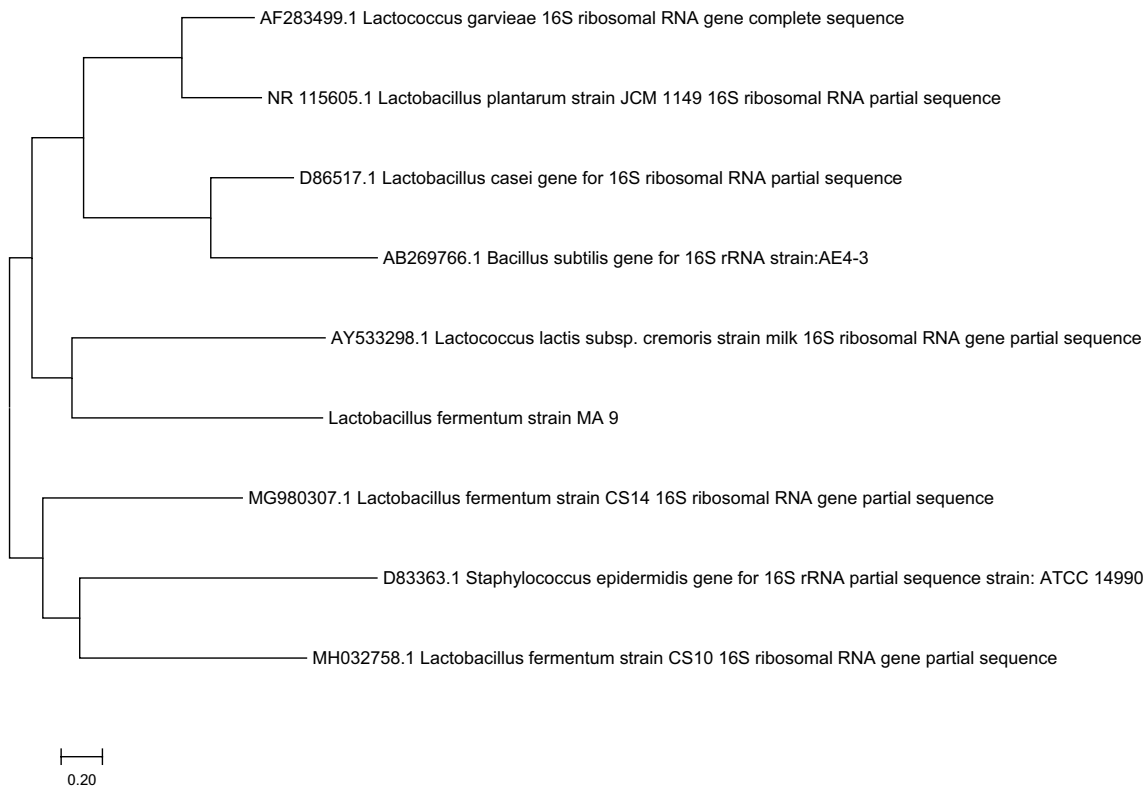 AF283499.1 Lactococcus garvieae 16S ribosomal RNA gene complete sequence
NR 115605.1 Lactobacillus plantarum strain JCM 1149 16S ribosomal RNA partial sequence
D86517.1 Lactobacillus casei gene for 16S ribosomal RNA partial sequence
AB269766.1 Bacillus subtilis gene for 16S rRNA strain:AE4-3
AY533298.1 Lactococcus lactis subsp. cremoris strain milk 16S ribosomal RNA gene partial sequence
Lactobacillus fermentum strain MA 9
MG980307.1 Lactobacillus fermentum strain CS14 16S ribosomal RNA gene partial sequence
D83363.1 Staphylococcus epidermidis gene for 16S rRNA partial sequence strain: ATCC 14990
MH032758.1 Lactobacillus fermentum strain CS10 16S ribosomal RNA gene partial sequence
0.20